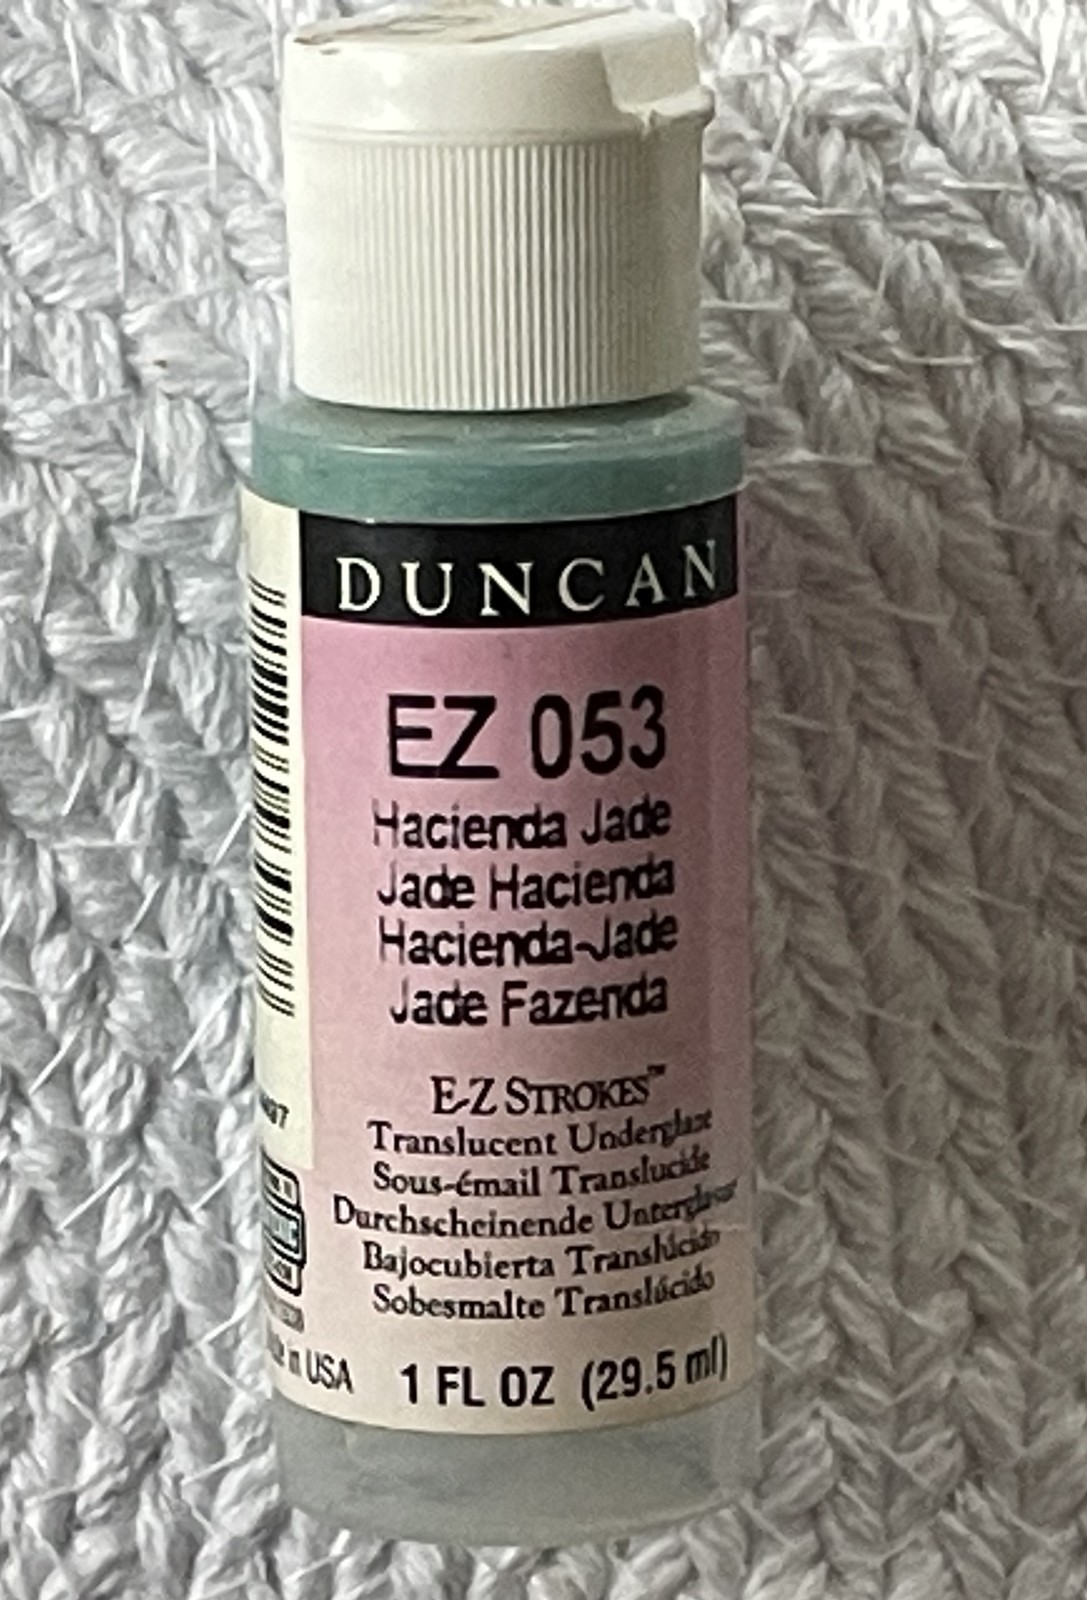 DUNCAN
EZ 053
Hacienda Jade
Jade Hacienda
Hacienda-Jade
Jade Fazenda
E-Z STROKES™
Translucent Underglaze
Sous-émail Translucide
Durchscheinende Unterglasur
Bajocubierta Translúcido
Sobesmalte Translúcido
in USA
1 FL OZ (29.5 ml)